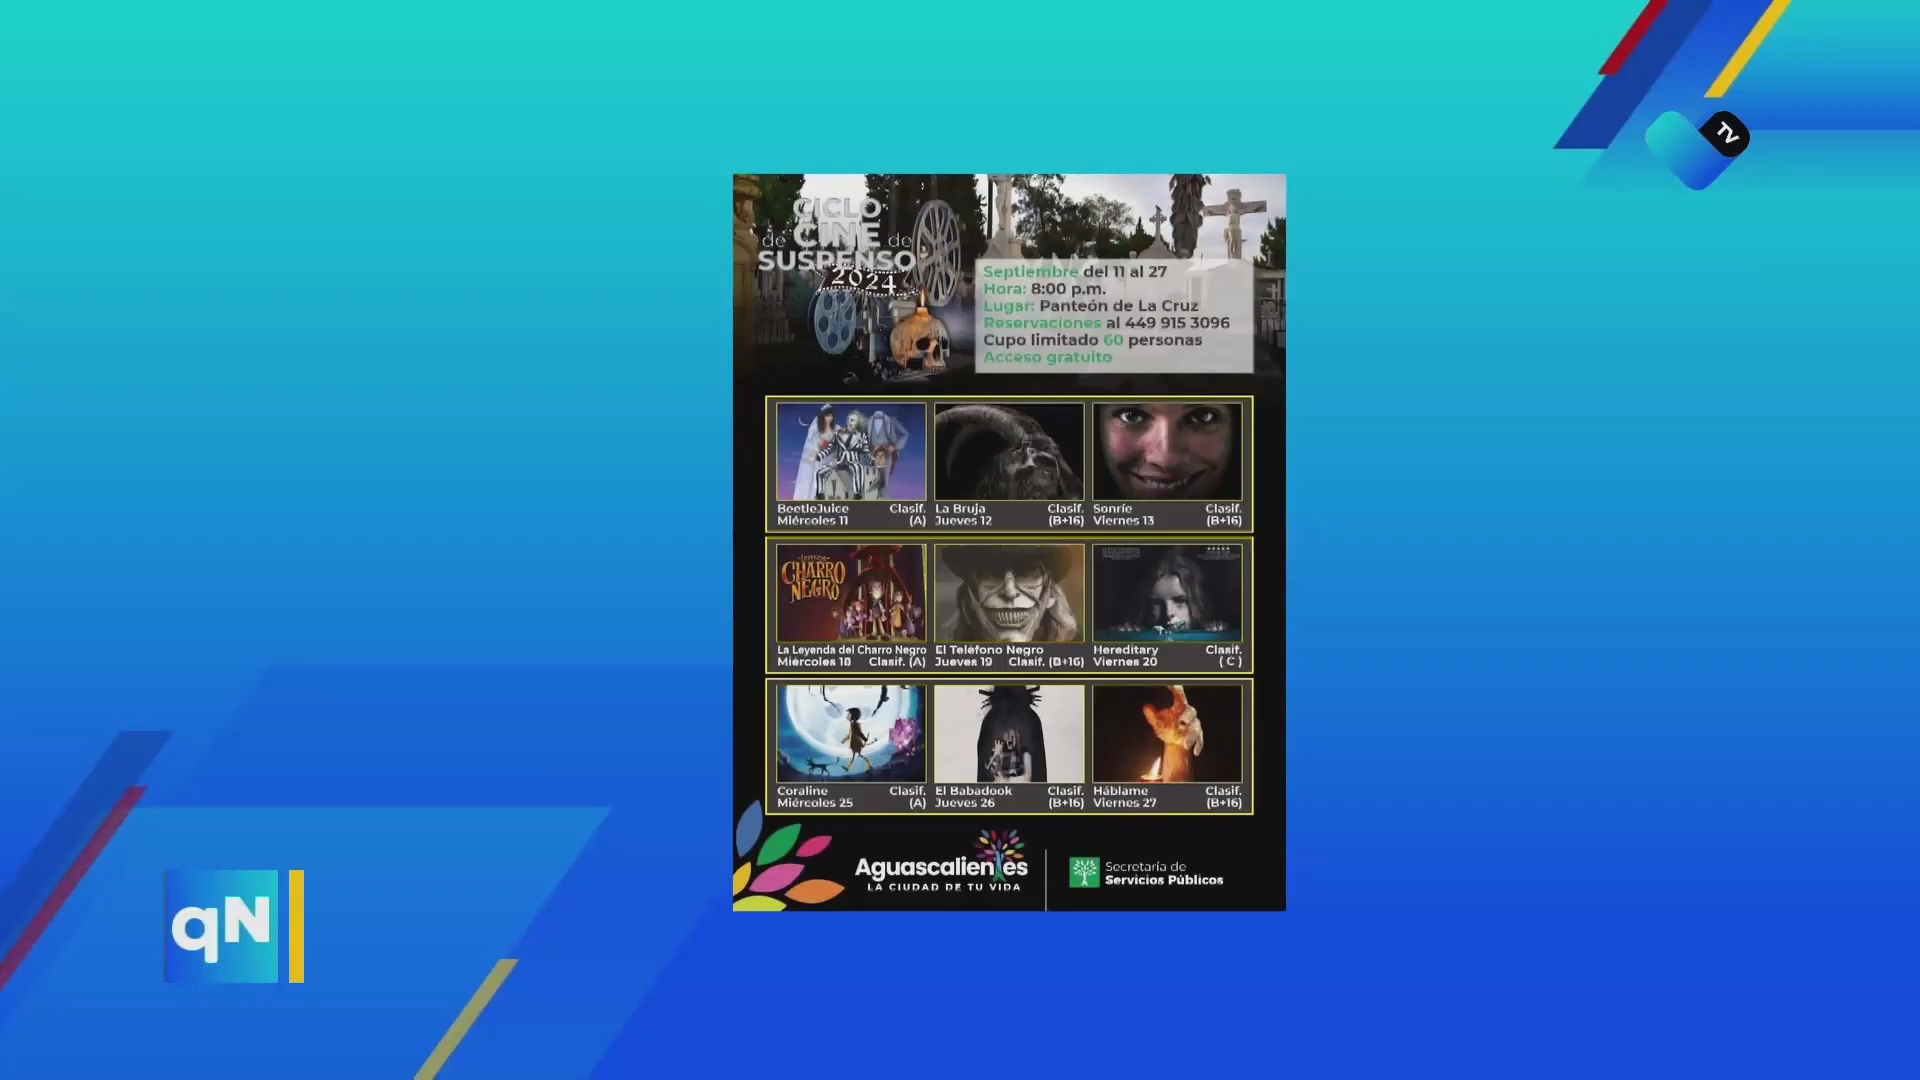 TV
CICLO
de CINE de
SUSPENSO
2024
Septiembre del 11 al 27
Hora: 8:00 p.m.
Lugar: Panteón de La Cruz
Reservaciones al 449 915 3096
Cupo limitado 60 personas
Acceso gratuito
BeetleJuice Clasif.
Miércoles 11 (A)
La Bruja Clasif.
Jueves 12 (B+16)
Sonríe Clasif.
Viernes 13 (B+16)
CHARRO
NEGRO
La Leyenda del Charro Negro
Miércoles 18 Clasif. (A)
El Teléfono Negro
Jueves 19 Clasif. (B+16)
Hereditary Clasif.
Viernes 20 ( C )
Coraline Clasif.
Miércoles 25 (A)
El Babadook Clasif.
Jueves 26 (B+16)
Háblame Clasif.
Viernes 27 (B+16)
Aguascalientes
LA CIUDAD DE TU VIDA
Secretaría de
Servicios Públicos
qN